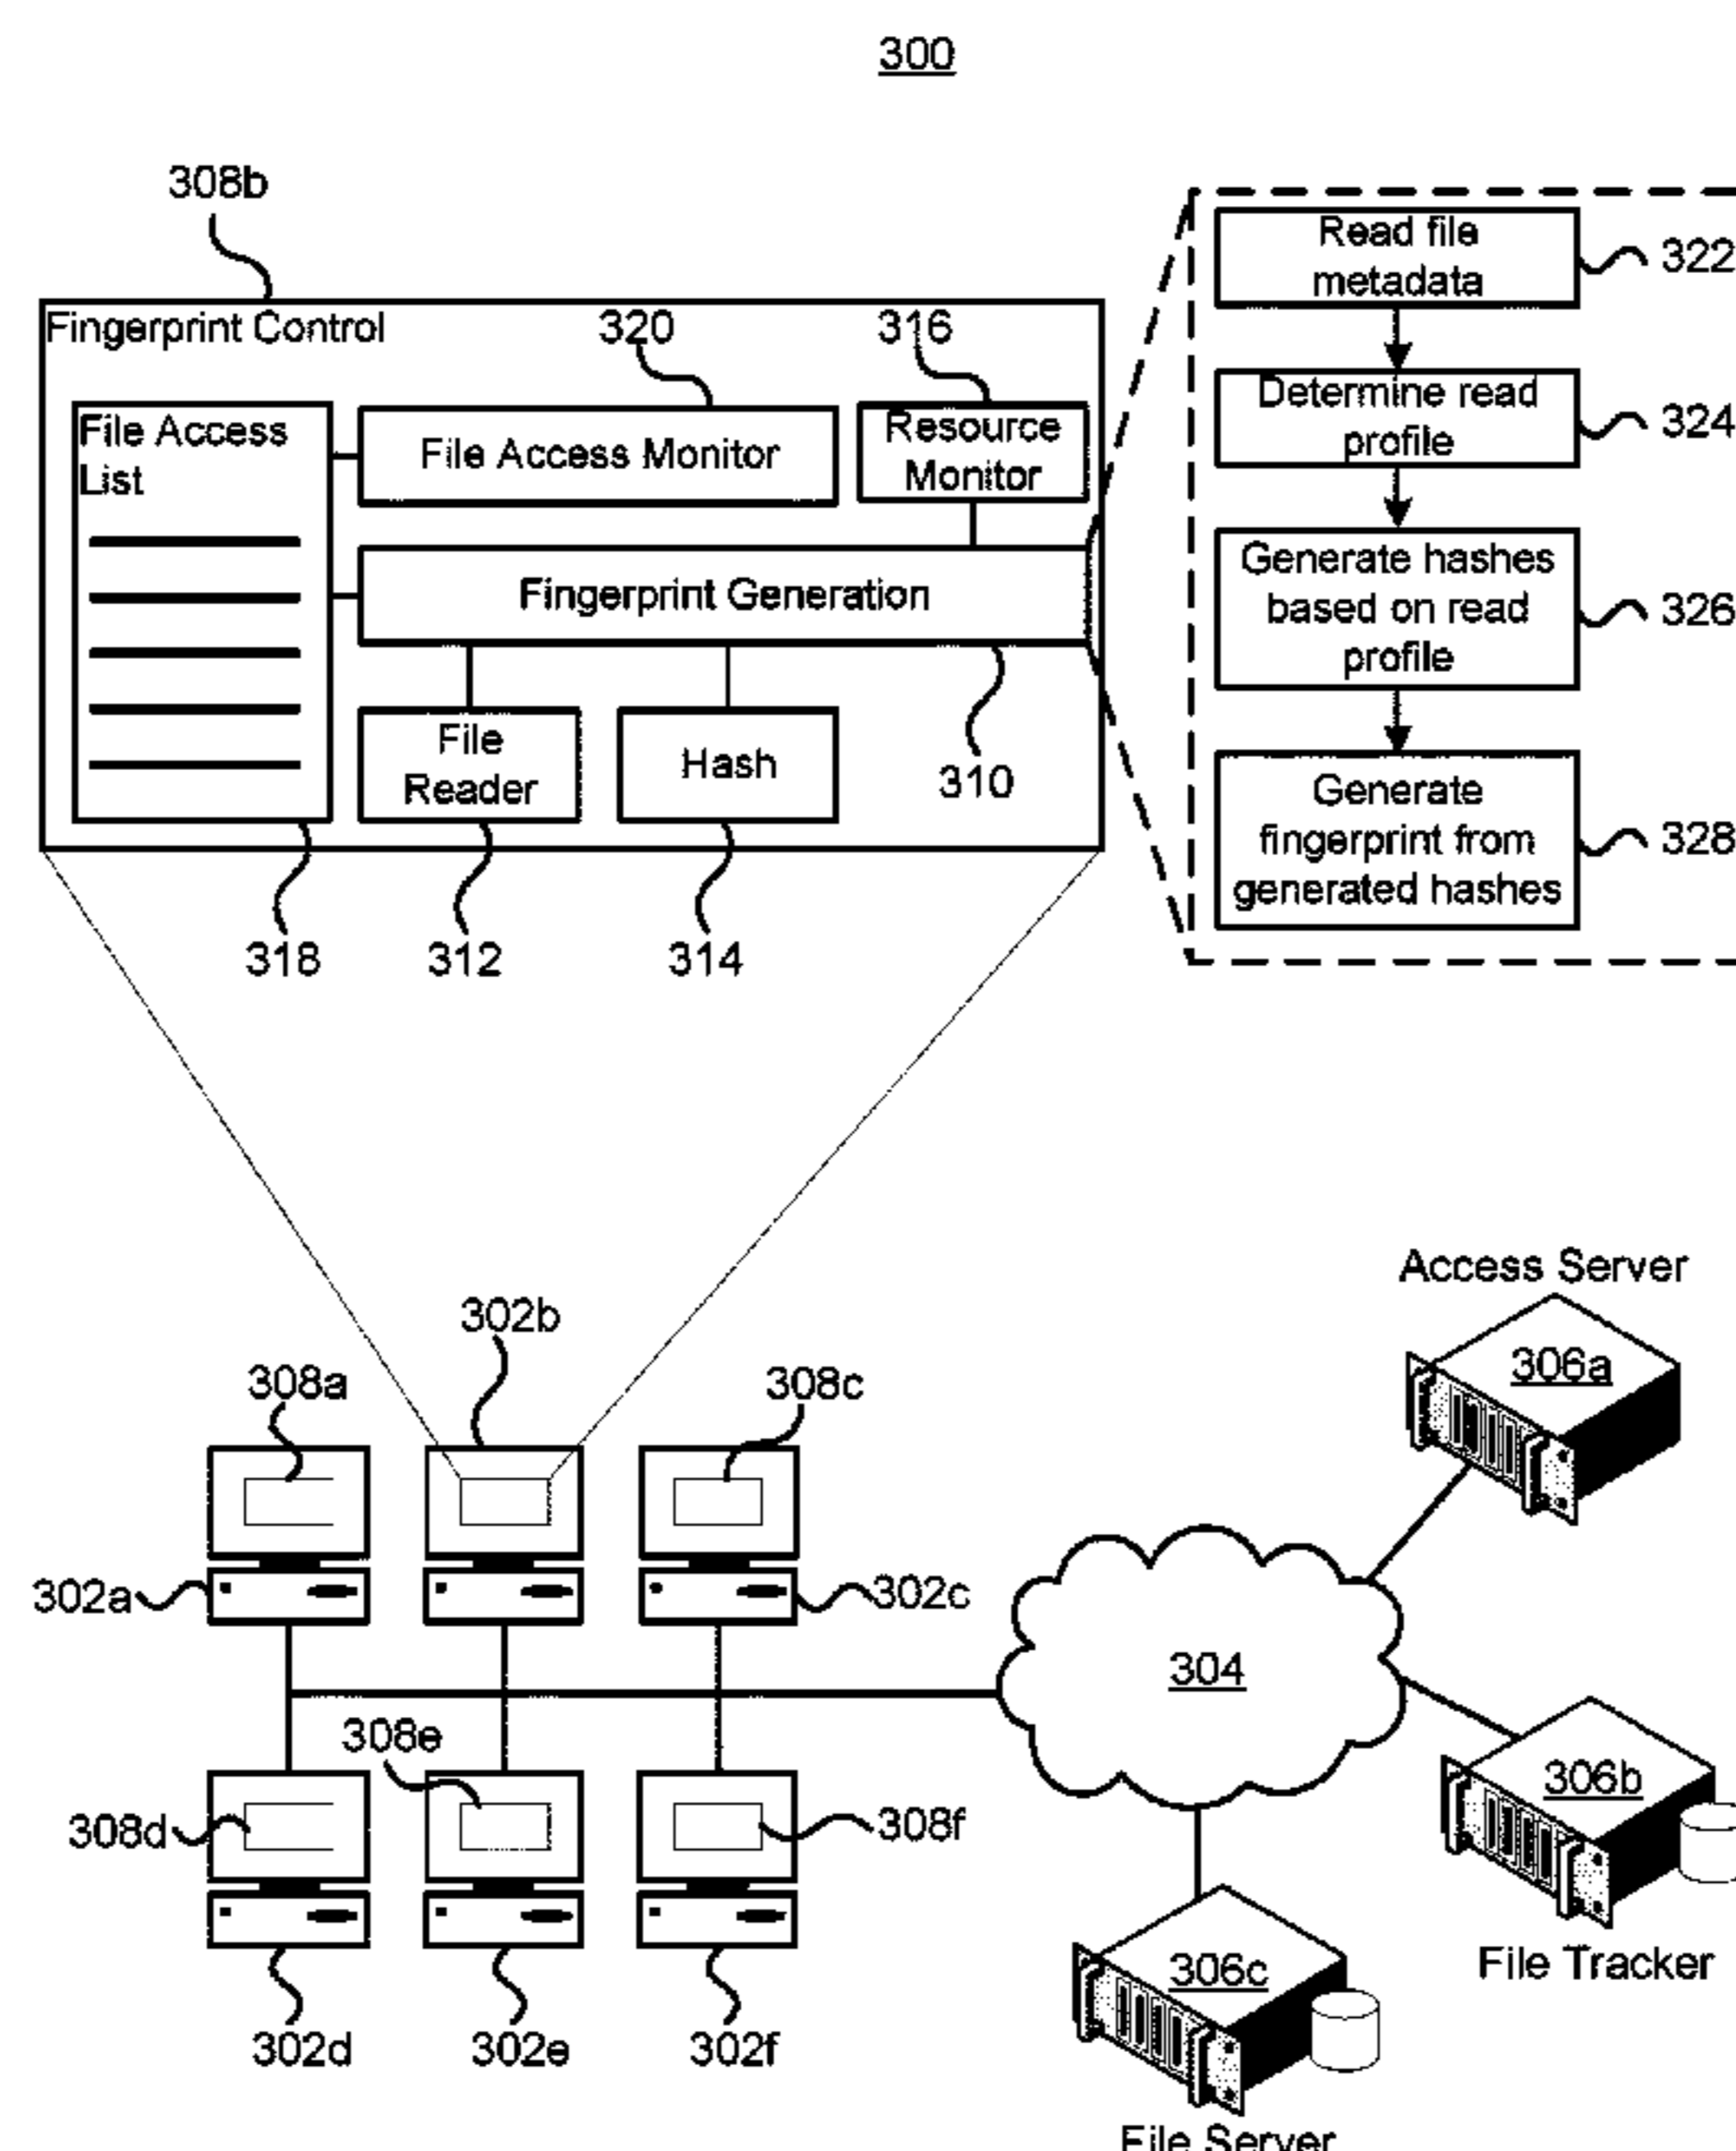 300
308b
Fingerprint Control
320
316
File Access
List
File Access Monitor
Resource
Monitor
Fingerprint Generation
File
Reader
Hash
310
318
312
314
Read file
metadata
322
Determine read
profile
324
Generate hashes
based on read
profile
326
Generate
fingerprint from
generated hashes
328
302b
308a
308c
302a
302c
308e
308d
308f
302d
302e
302f
304
Access Server
306a
306b
File Tracker
306c
File Server